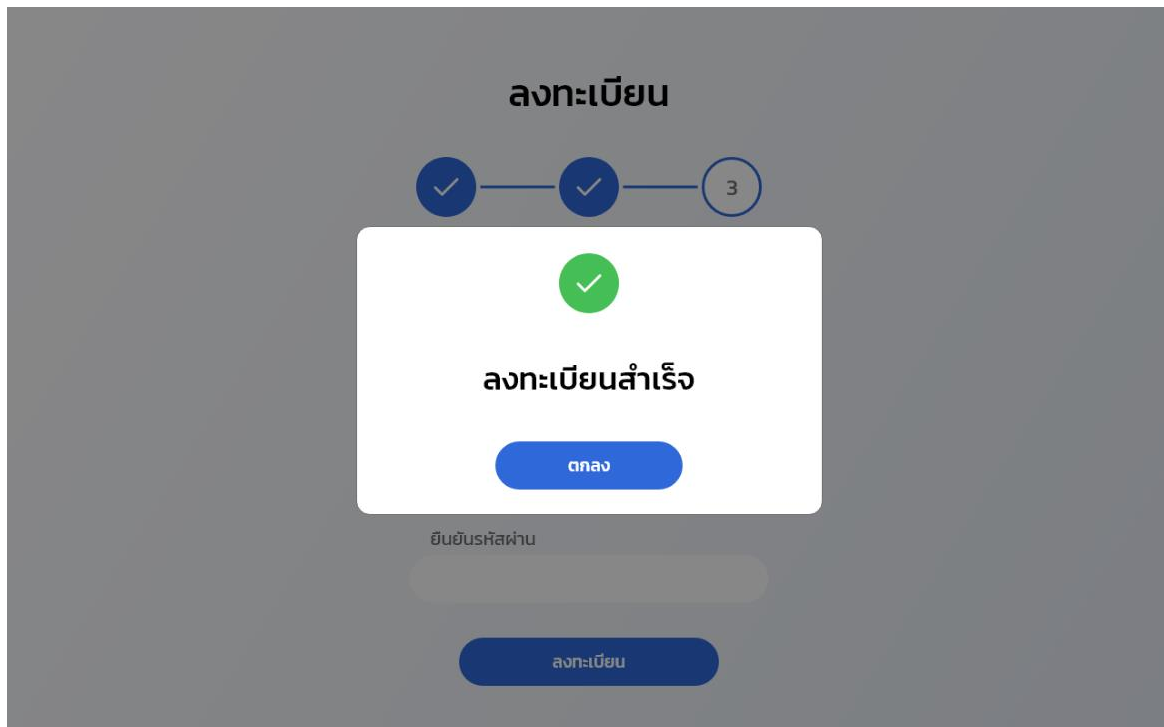 ลงทะเบียน
3
ลงทะเบียนสำเร็จ
ตกลง
ยืนยันรหัสผ่าน
ลงทะเบียน